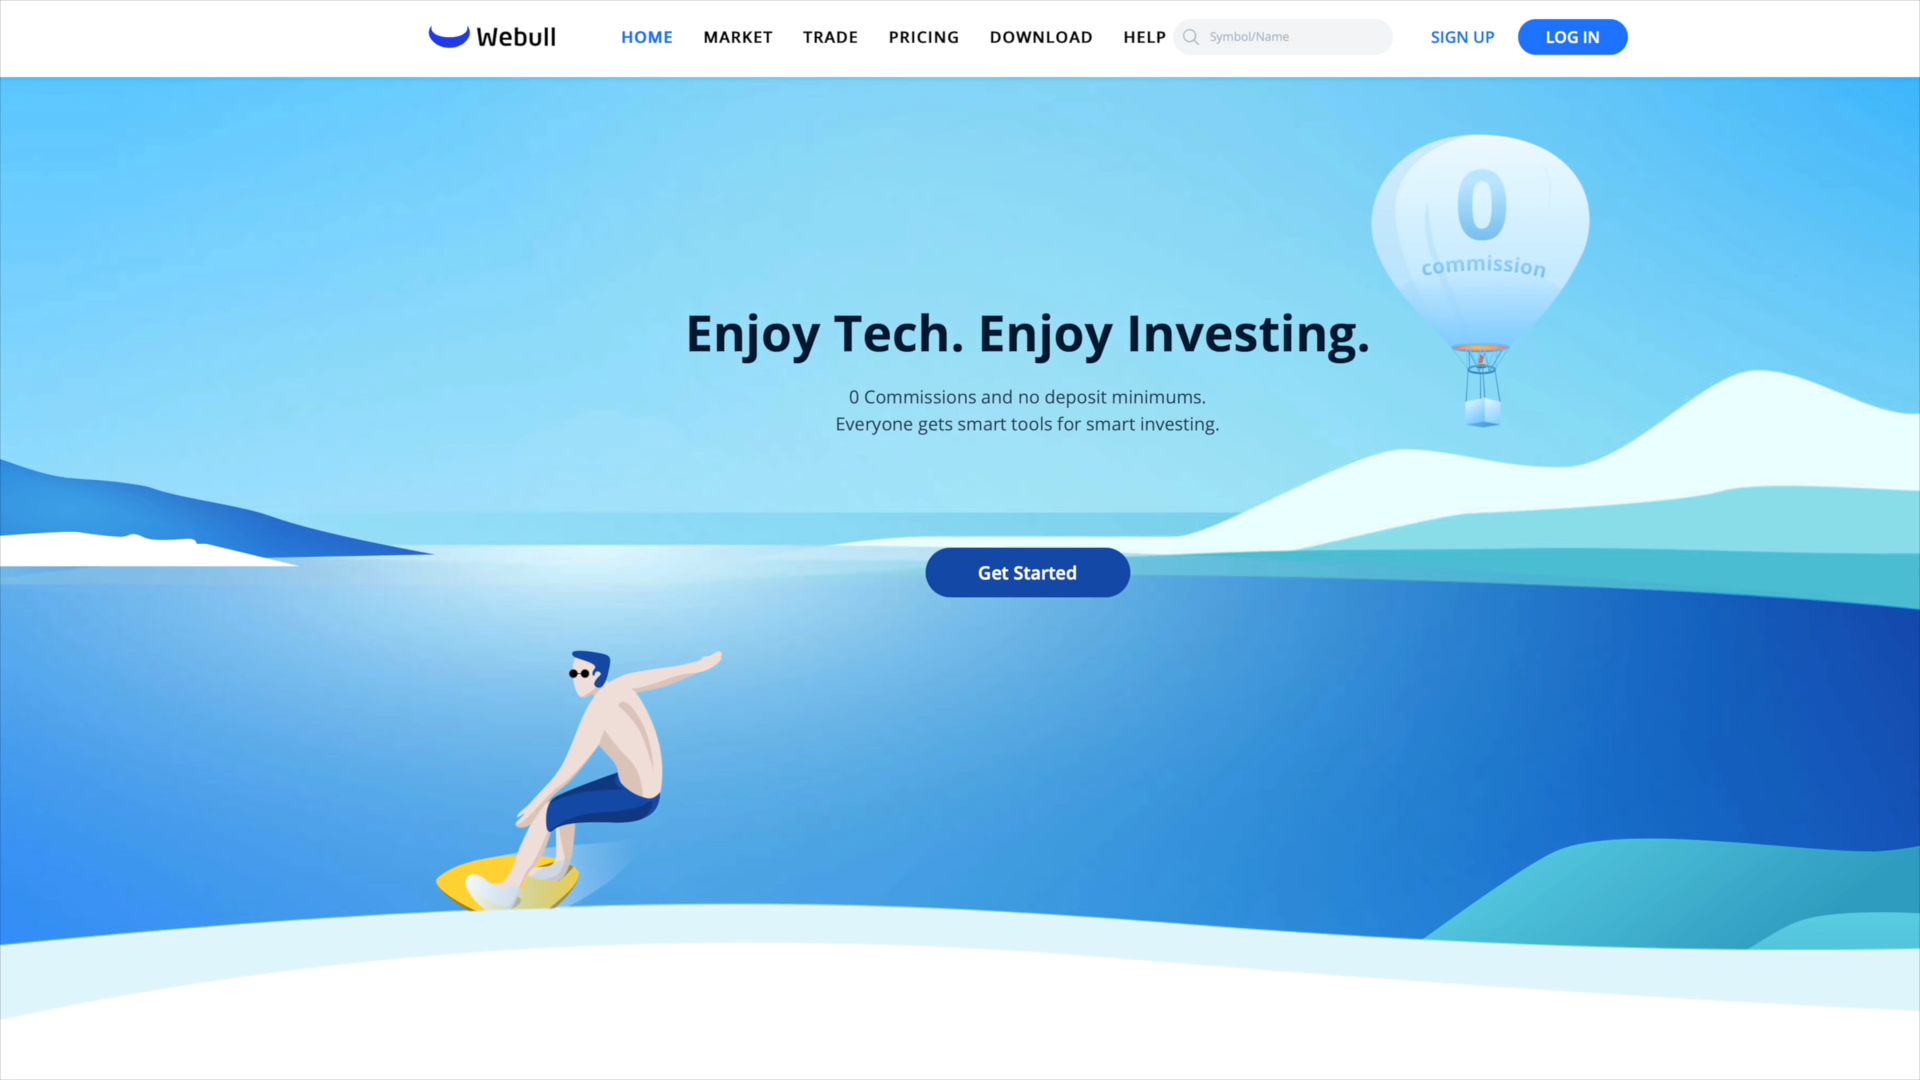 Webull HOME MARKET TRADE PRICING DOWNLOAD HELP Symbol/Name SIGN UP LOG IN
0
commission
Enjoy Tech. Enjoy Investing.
0 Commissions and no deposit minimums.
Everyone gets smart tools for smart investing.
Get Started